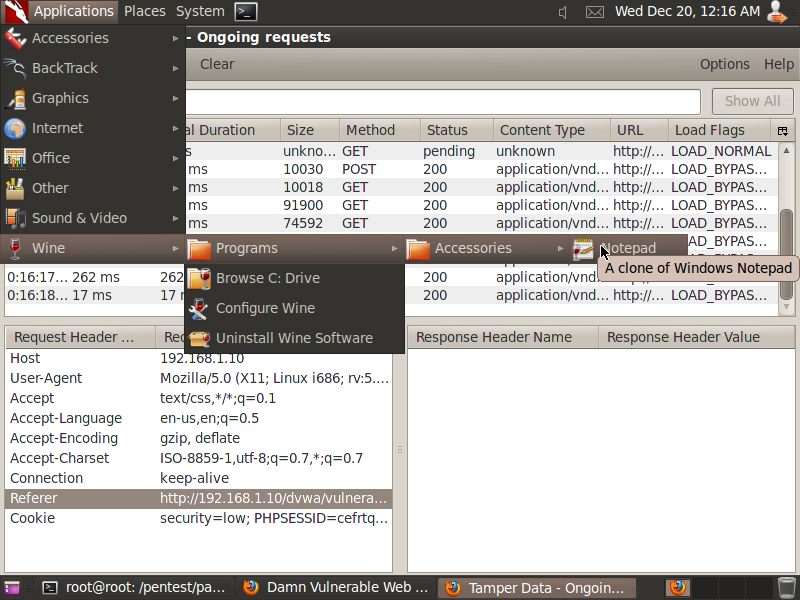 Applications Places System Wed Dec 20, 12:16 AM
Accessories - Ongoing requests
BackTrack Clear Options Help
Graphics Show All
Internet al Duration Size Method Status Content Type URL Load Flags
s unkno... GET pending unknown http://... LOAD_NORMAL
Office ms 10030 POST 200 application/vnd... http://... LOAD_BYPAS...
Other ms 10018 GET 200 application/vnd... http://... LOAD_BYPAS...
ms 91900 GET 200 application/vnd... http://... LOAD_BYPAS...
Sound & Video ms 74592 GET 200 application/vnd... http://... LOAD_BYPAS...
Wine Programs Accessories Notepad AD_BYPAS...
A clone of Windows Notepad
Browse C: Drive
0:16:17... 262 ms 262 200 application/vnd...
0:16:18... 17 ms 17 200 application/vnd... http://... LOAD_BYPAS...
Configure Wine
Uninstall Wine Software
Request Header ... Req Response Header Name Response Header Value
Host 192.168.1.10
User-Agent Mozilla/5.0 (X11; Linux i686; rv:5....
Accept text/css,*/*;q=0.1
Accept-Language en-us,en;q=0.5
Accept-Encoding gzip, deflate
Accept-Charset ISO-8859-1,utf-8;q=0.7,*;q=0.7
Connection keep-alive
Referer http://192.168.1.10/dvwa/vulnera...
Cookie security=low; PHPSESSID=cefrtq...
root@root: /pentest/pa... Damn Vulnerable Web ... Tamper Data - Ongoin...